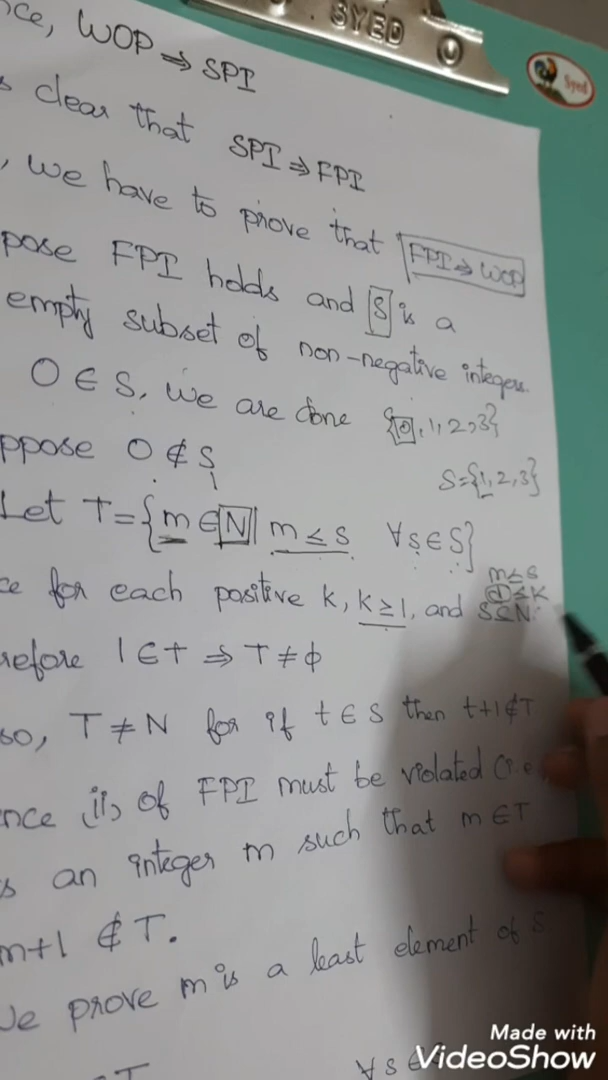 SYED
Syed
nce, WOP ⇒ SPI
s clear that SPI ⇒ FPI
, we have to prove that FPI ⇒ WOP
pose FPI holds and S is a
empty subset of non-negative integers.
0 ∈ S, we are done {0, 1, 2, 3}
ppose 0 ∉ S
S={1, 2, 3}
Let T={m ∈ N | m ≤ s ∀ s ∈ S}
m ≤ s
1 ≤ k
ce for each positive k, k ≥ 1, and S ⊆ N.
refore 1 ∈ T ⇒ T ≠ φ
so, T ≠ N for if t ∈ S then t+1 ∉ T
nce (ii) of FPI must be violated (i.e
s an integer m such that m ∈ T
m+1 ∉ T.
We prove m is a least element of S
∀ s ∈
Made with
VideoShow